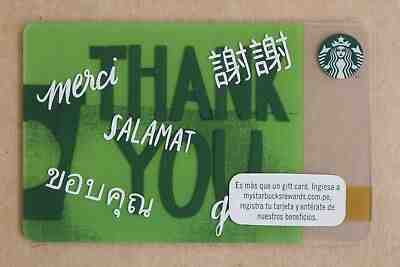 merci
THANK
謝謝
SALAMAT
YOU
ขอบคุณ
g
Es más que un gift card. Ingresa a
mystarbucksrewards.com.pe,
registra tu tarjeta y entérate de
nuestros beneficios.